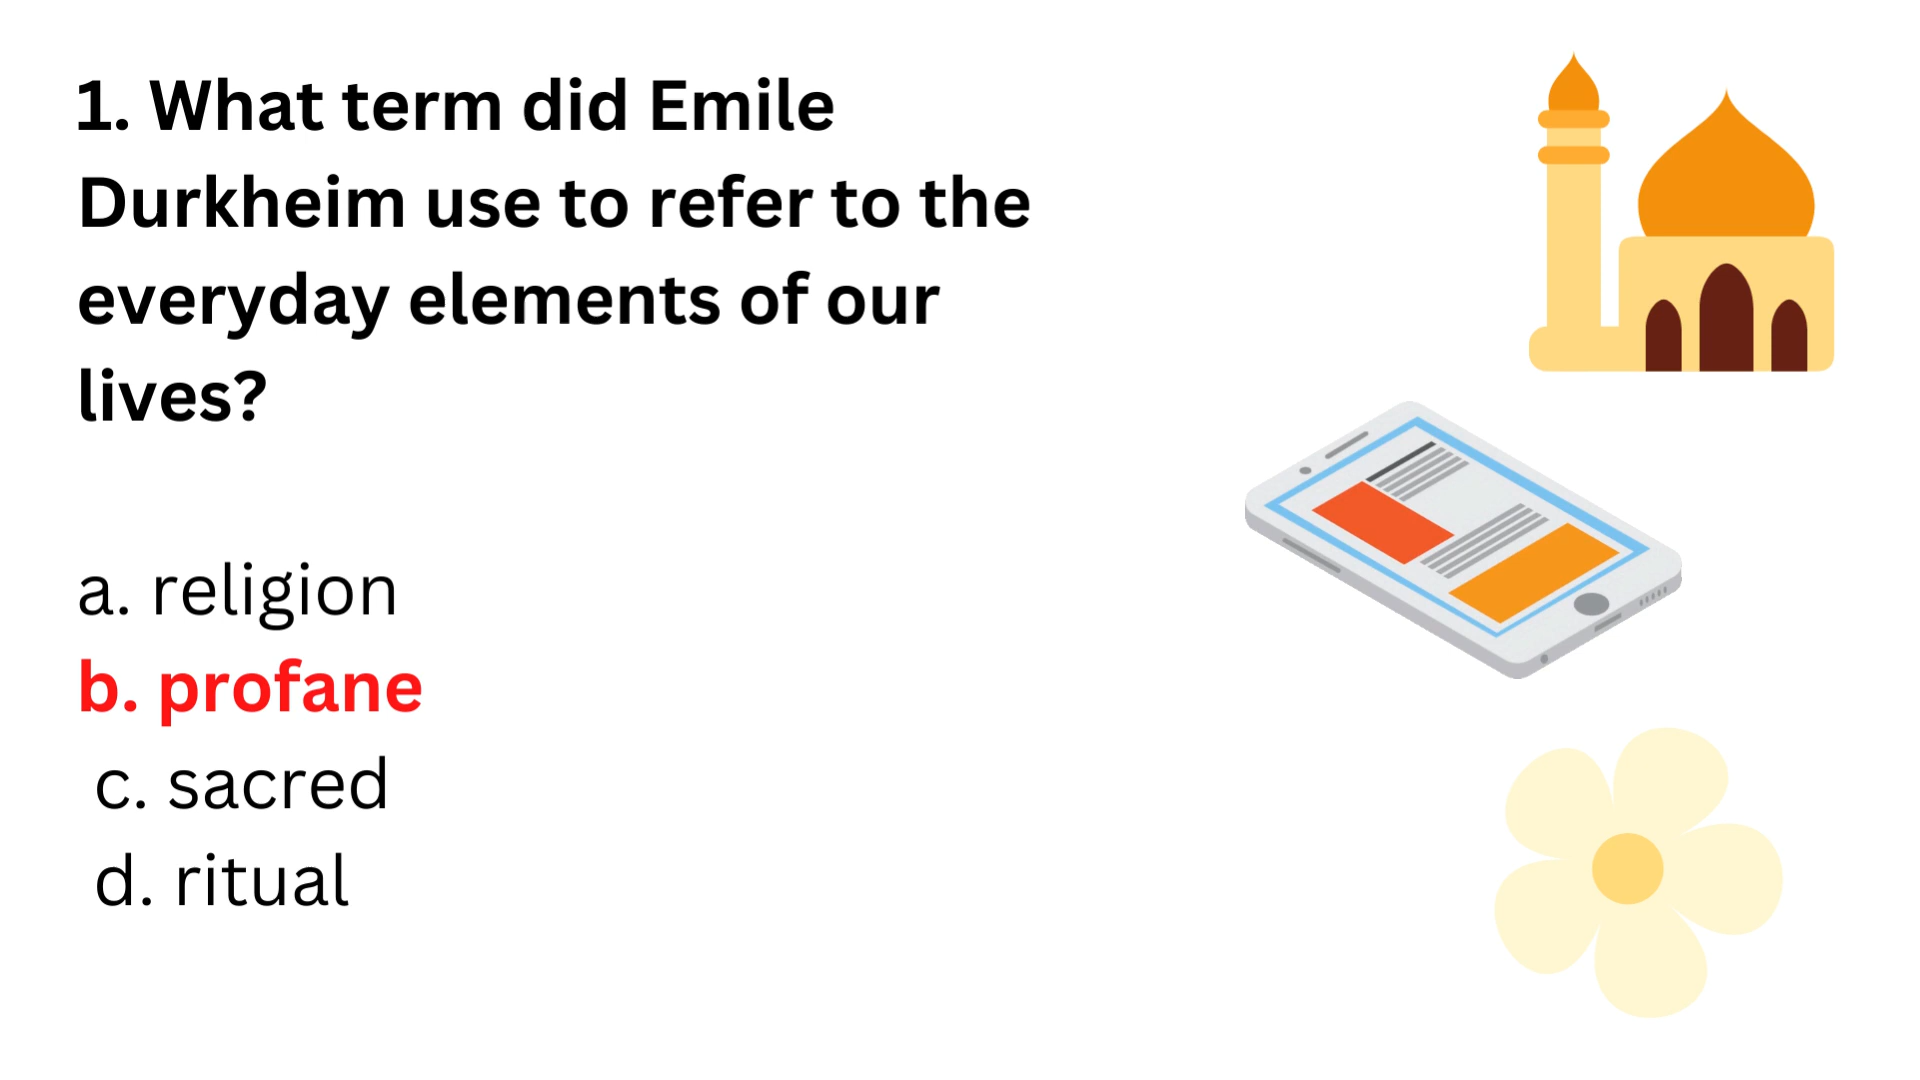 1. What term did Emile
Durkheim use to refer to the
everyday elements of our
lives?
a. religion
b. profane
c. sacred
d. ritual